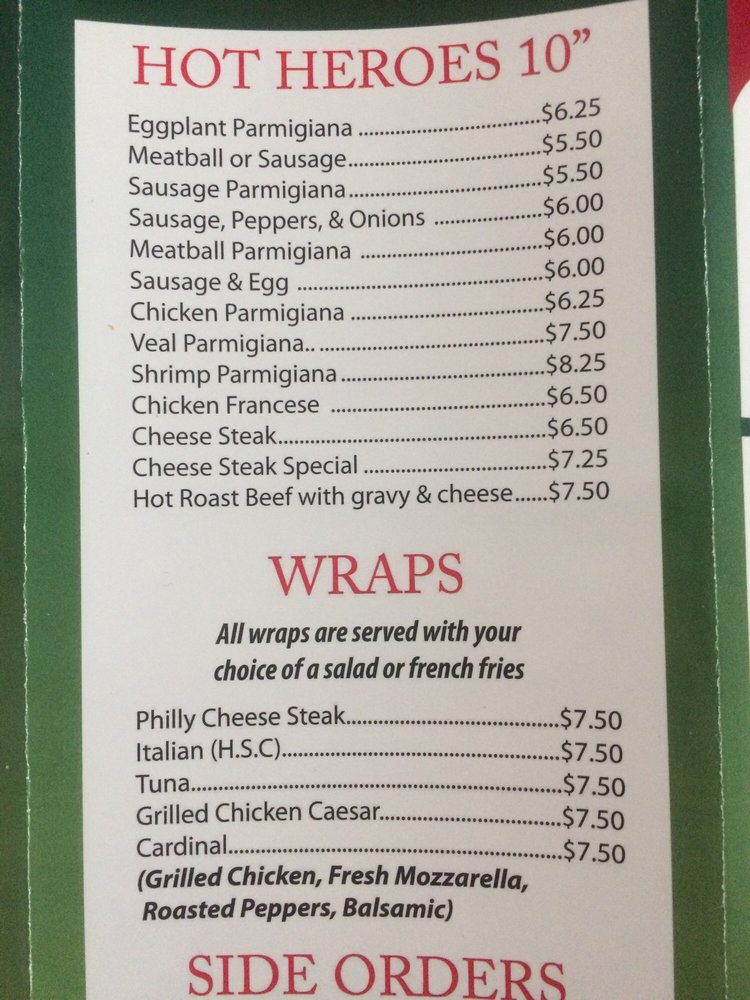 HOT HEROES 10”
Eggplant Parmigiana ........................................$6.25
Meatball or Sausage..........................................$5.50
Sausage Parmigiana..........................................$5.50
Sausage, Peppers, & Onions ........................$6.00
Meatball Parmigiana ........................................$6.00
Sausage & Egg ......................................................$6.00
Chicken Parmigiana ..........................................$6.25
Veal Parmigiana.. .................................................$7.50
Shrimp Parmigiana............................................$8.25
Chicken Francese ..............................................$6.50
Cheese Steak..........................................................$6.50
Cheese Steak Special ........................................$7.25
Hot Roast Beef with gravy & cheese......$7.50
WRAPS
All wraps are served with your
choice of a salad or french fries
Philly Cheese Steak..............................................$7.50
Italian (H.S.C)............................................................$7.50
Tuna..................................................................................$7.50
Grilled Chicken Caesar.......................................$7.50
Cardinal.........................................................................$7.50
(Grilled Chicken, Fresh Mozzarella,
Roasted Peppers, Balsamic)
SIDE ORDERS